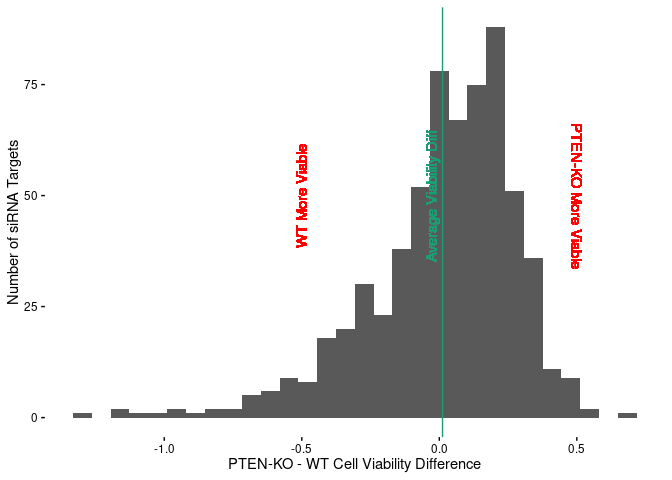 75
50
25
0
Number of siRNA Targets
WT More Viable
Average Viability Diff
PTEN-KO More Viable
-1.0
-0.5
0.0
0.5
PTEN-KO - WT Cell Viability Difference